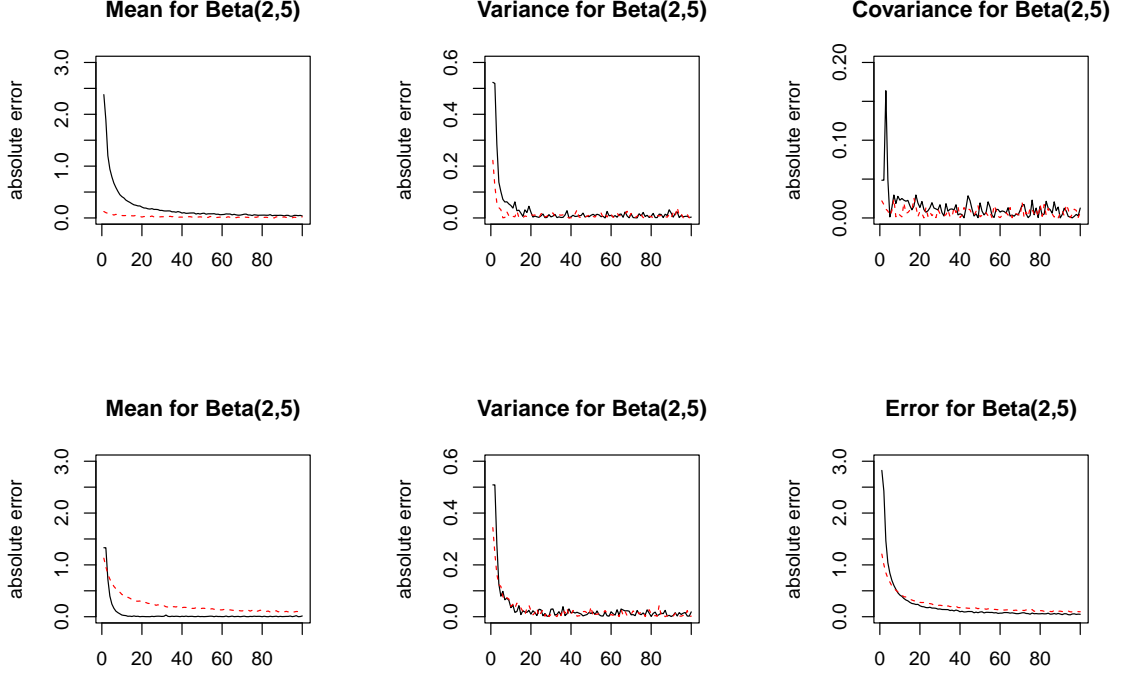 Mean for Beta(2,5)
absolute error
0.0 1.0 2.0 3.0
0 20 40 60 80
Variance for Beta(2,5)
absolute error
0.0 0.2 0.4 0.6
0 20 40 60 80
Covariance for Beta(2,5)
absolute error
0.00 0.10 0.20
0 20 40 60 80
Mean for Beta(2,5)
absolute error
0.0 1.0 2.0 3.0
0 20 40 60 80
Variance for Beta(2,5)
absolute error
0.0 0.2 0.4 0.6
0 20 40 60 80
Error for Beta(2,5)
absolute error
0.0 1.0 2.0 3.0
0 20 40 60 80